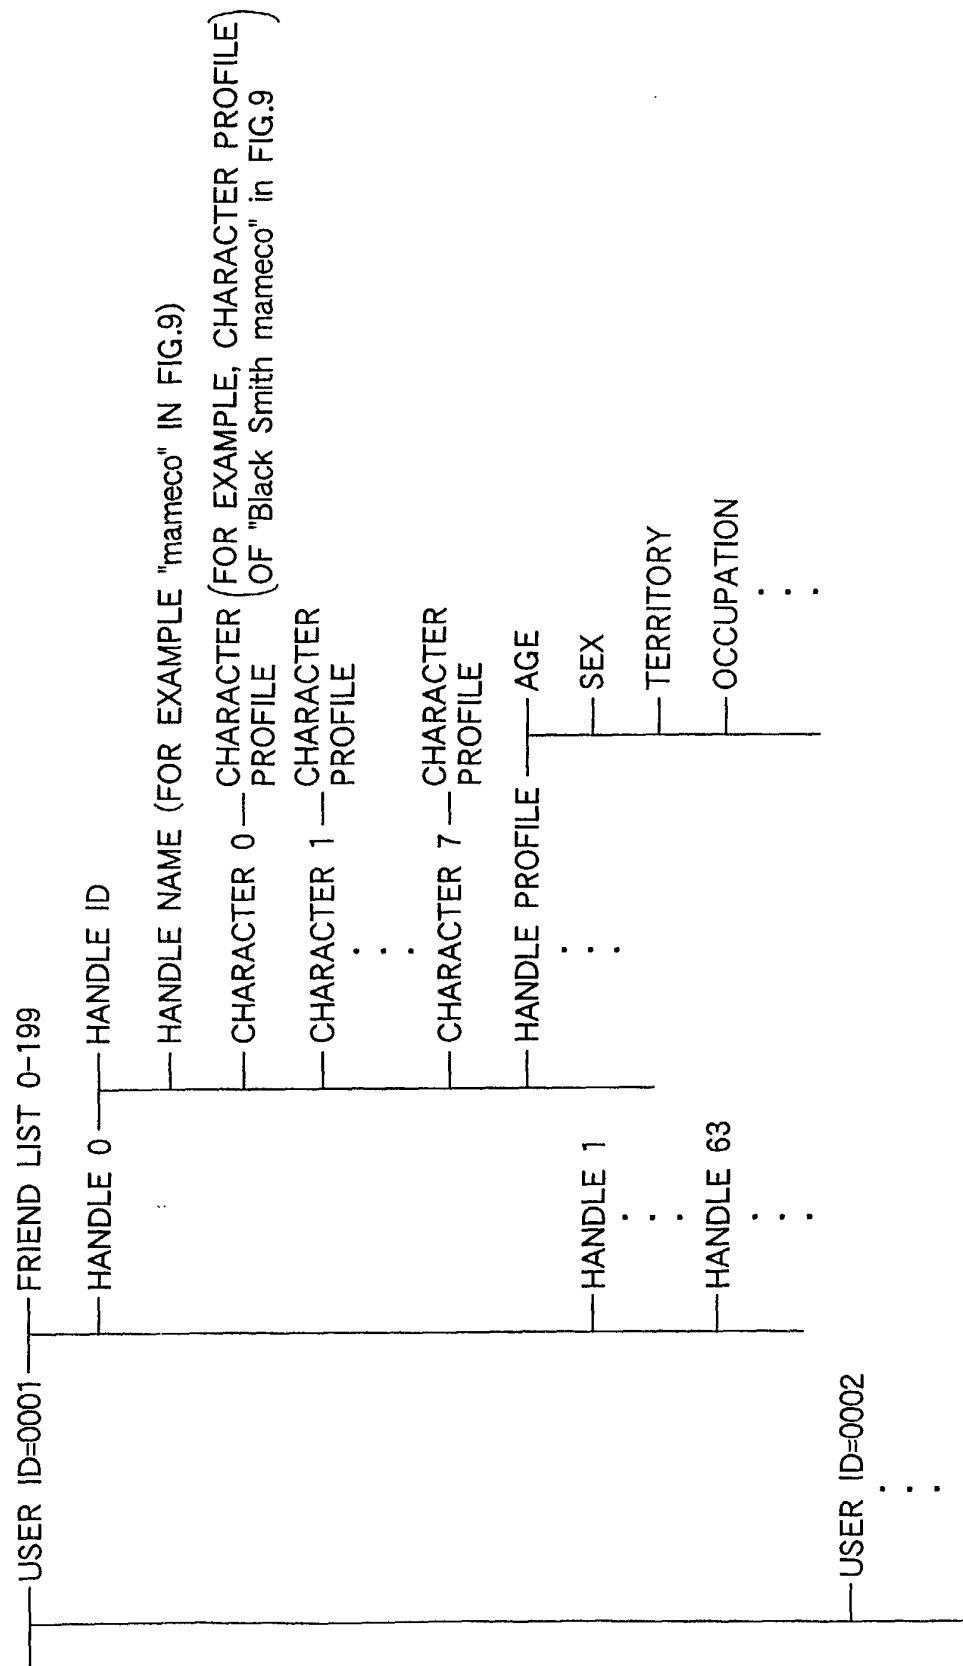 USER ID=0001
FRIEND LIST 0-199
HANDLE 0
HANDLE ID
HANDLE NAME (FOR EXAMPLE "mameco" IN FIG.9)
CHARACTER 0
CHARACTER
PROFILE
(FOR EXAMPLE, CHARACTER PROFILE
OF "Black Smith mameco" in FIG.9)
CHARACTER 1
CHARACTER
PROFILE
. . .
CHARACTER 7
CHARACTER
PROFILE
HANDLE PROFILE
AGE
SEX
TERRITORY
OCCUPATION
. . .
. . .
HANDLE 1
. . .
HANDLE 63
. . .
USER ID=0002
. . .